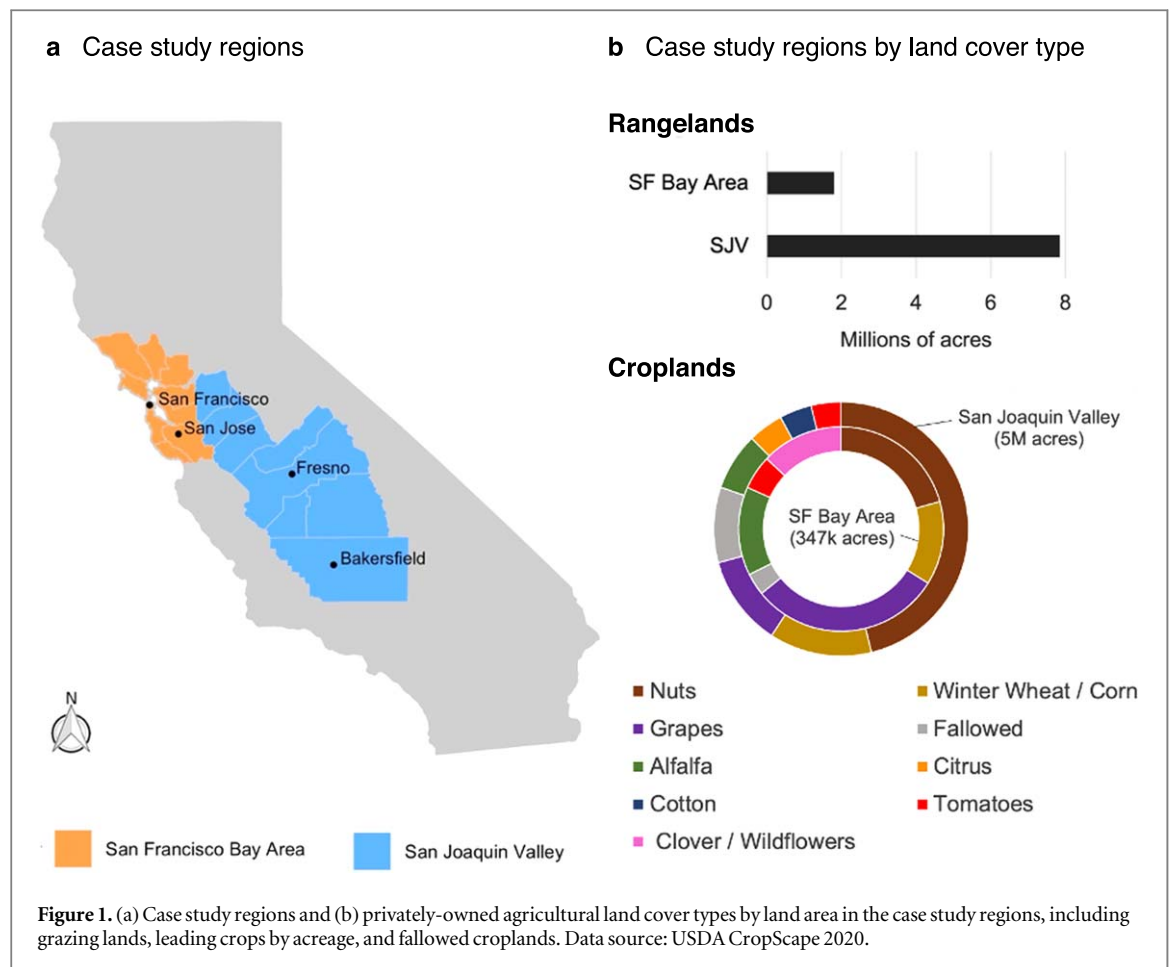 a Case study regions
b Case study regions by land cover type
Rangelands
SF Bay Area
SJV
0 2 4 6 8
Millions of acres
Croplands
San Francisco
San Jose
Fresno
Bakersfield
San Joaquin Valley
(5M acres)
SF Bay Area
(347k acres)
N
Nuts
Winter Wheat / Corn
Grapes
Fallowed
Alfalfa
Citrus
Cotton
Tomatoes
Clover / Wildflowers
San Francisco Bay Area
San Joaquin Valley
Figure 1. (a) Case study regions and (b) privately-owned agricultural land cover types by land area in the case study regions, including
grazing lands, leading crops by acreage, and fallowed croplands. Data source: USDA CropScape 2020.